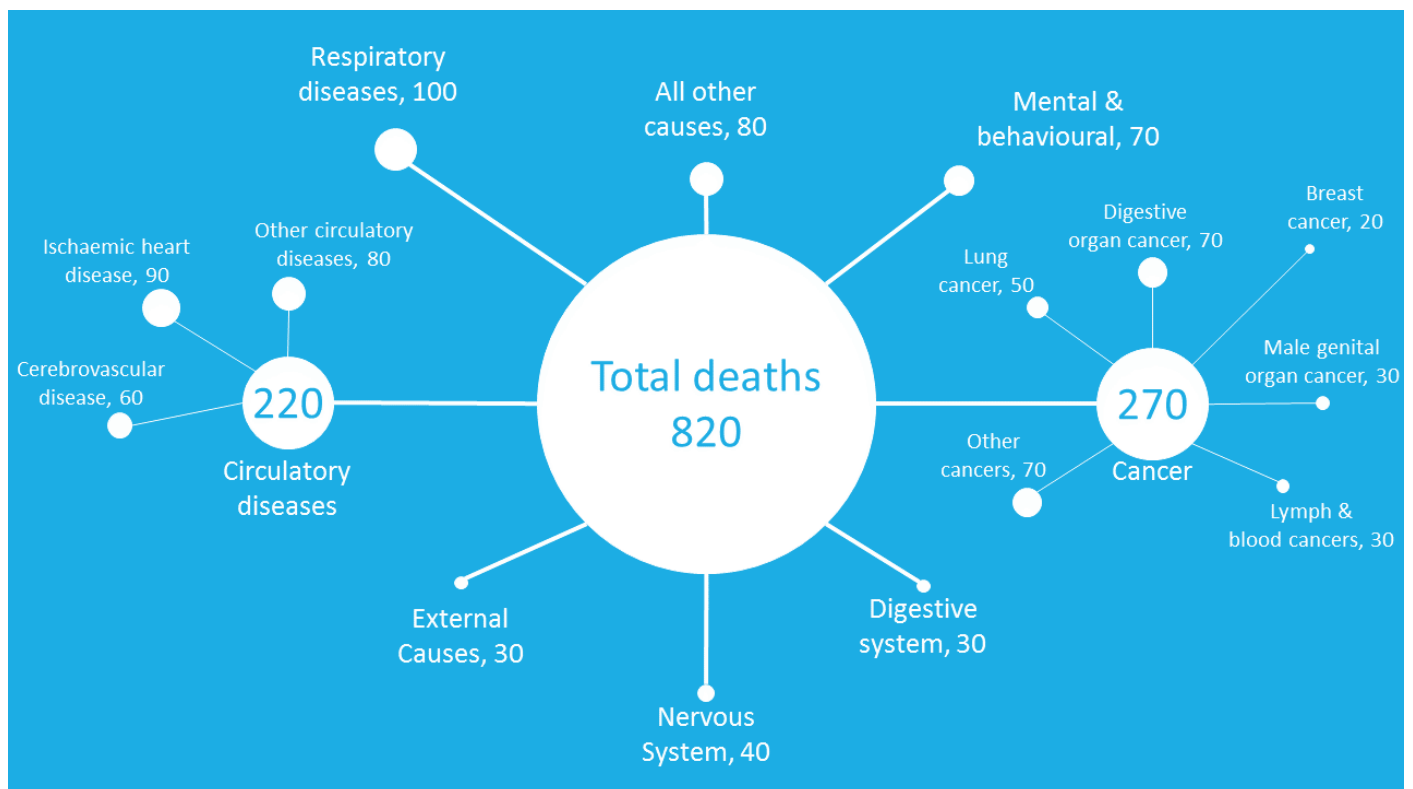 Respiratory
diseases, 100
All other
causes, 80
Mental &
behavioural, 70
Ischaemic heart
disease, 90
Other circulatory
diseases, 80
Cerebrovascular
disease, 60
220
Circulatory
diseases
Total deaths
820
Lung
cancer, 50
Digestive
organ cancer, 70
Breast
cancer, 20
Male genital
organ cancer, 30
270
Cancer
Other
cancers, 70
Lymph &
blood cancers, 30
External
Causes, 30
Nervous
System, 40
Digestive
system, 30